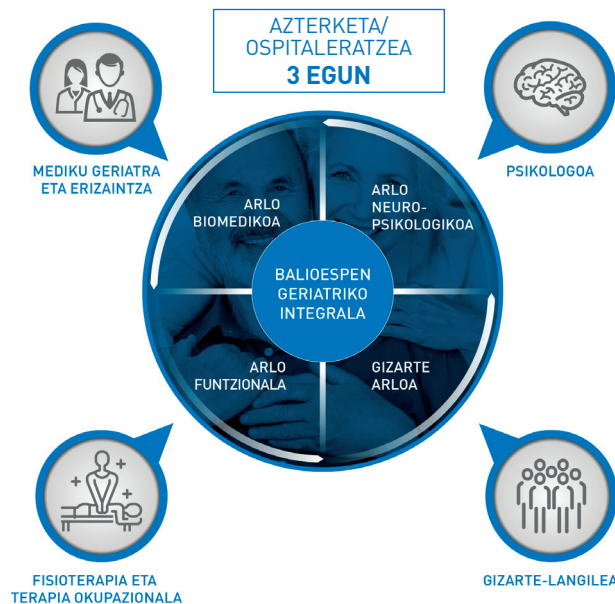 AZTERKETA/
OSPITALERATZEA
3 EGUN
MEDIKU GERIATRA
ETA ERIZAINTZA
PSIKOLOGOA
ARLO
BIOMEDIKOA
ARLO
NEURO-
PSIKOLOGIKOA
BALIOESPEN
GERIATRIKO
INTEGRALA
ARLO
FUNTZIONALA
GIZARTE
ARLOA
FISIOTERAPIA ETA
TERAPIA OKUPAZIONALA
GIZARTE-LANGILEA